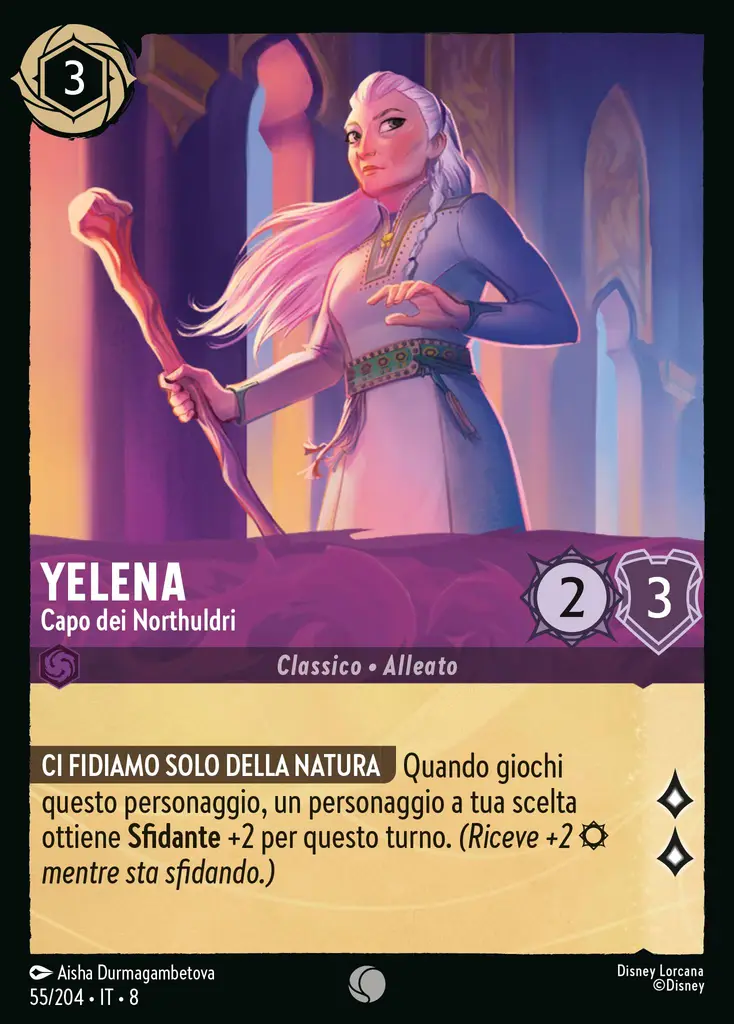 3
YELENA
Capo dei Northuldri
2
3
Classico • Alleato
CI FIDIAMO SOLO DELLA NATURA Quando giochi
questo personaggio, un personaggio a tua scelta
ottiene Sfidante +2 per questo turno. (Riceve +2
mentre sta sfidando.)
Aisha Durmagambetova
55/204 • IT • 8
Disney Lorcana
©Disney